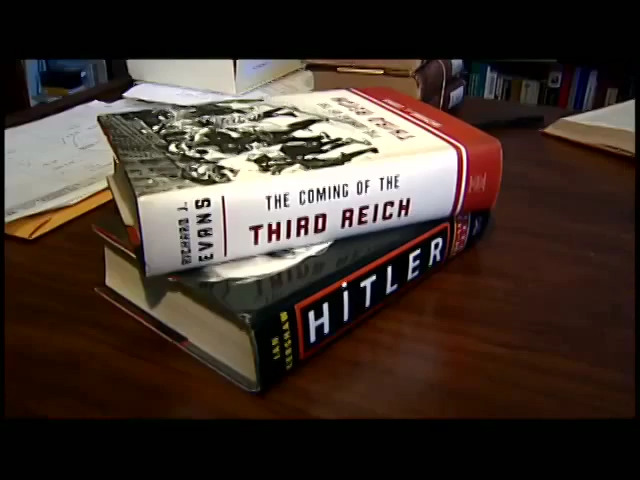 RICHARD J.
EVANS
THE COMING OF THE
THIRD REICH
IAN
KERSHAW
HITLER